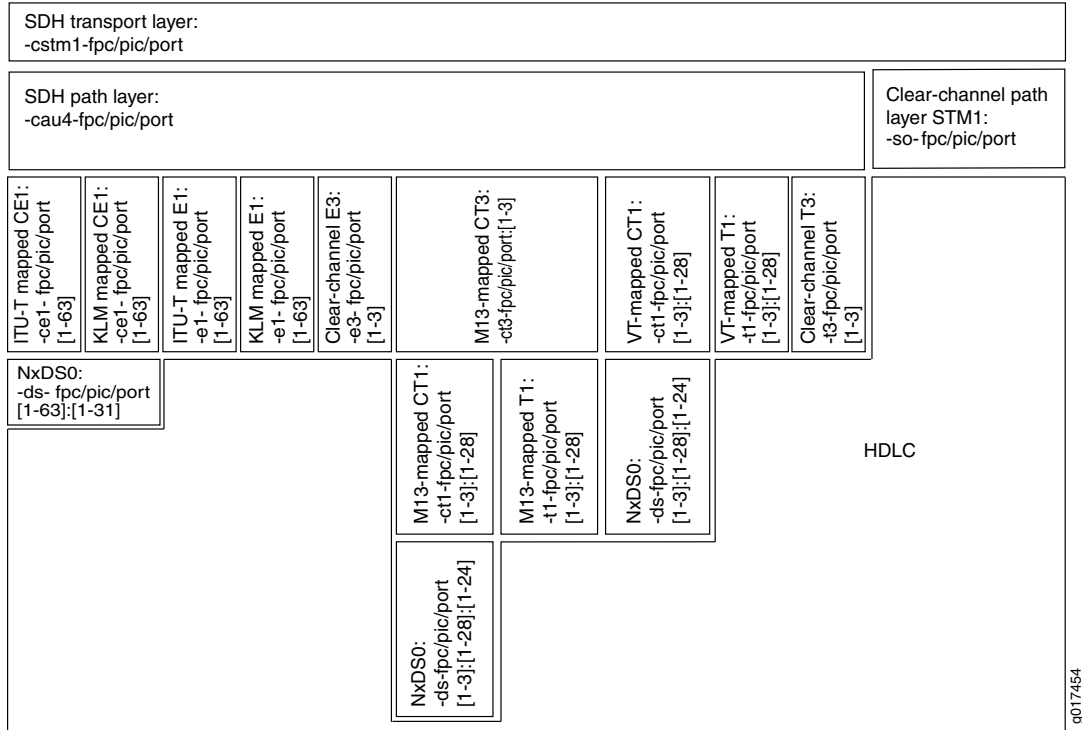 SDH transport layer:
-cstm1-fpc/pic/port
SDH path layer:
-cau4-fpc/pic/port
Clear-channel path
layer STM1:
-so-fpc/pic/port
ITU-T mapped CE1:
-ce1- fpc/pic/port
[1-63]
KLM mapped CE1:
-ce1- fpc/pic/port
[1-63]
ITU-T mapped E1:
-e1- fpc/pic/port
[1-63]
KLM mapped E1:
-e1- fpc/pic/port
[1-63]
Clear-channel E3:
-e3- fpc/pic/port
[1-3]
M13-mapped CT3:
-ct3-fpc/pic/port:[1-3]
VT-mapped CT1:
-ct1-fpc/pic/port
[1-3]:[1-28]
VT-mapped T1:
-t1-fpc/pic/port
[1-3]:[1-28]
Clear-channel T3:
-t3-fpc/pic/port
[1-3]
NxDS0:
-ds- fpc/pic/port
[1-63]:[1-31]
M13-mapped CT1:
-ct1-fpc/pic/port
[1-3]:[1-28]
M13-mapped T1:
-t1-fpc/pic/port
[1-3]:[1-28]
NxDS0:
-ds-fpc/pic/port
[1-3]:[1-28]:[1-24]
HDLC
NxDS0:
-ds-fpc/pic/port
[1-3]:[1-28]:[1-24]
g017454